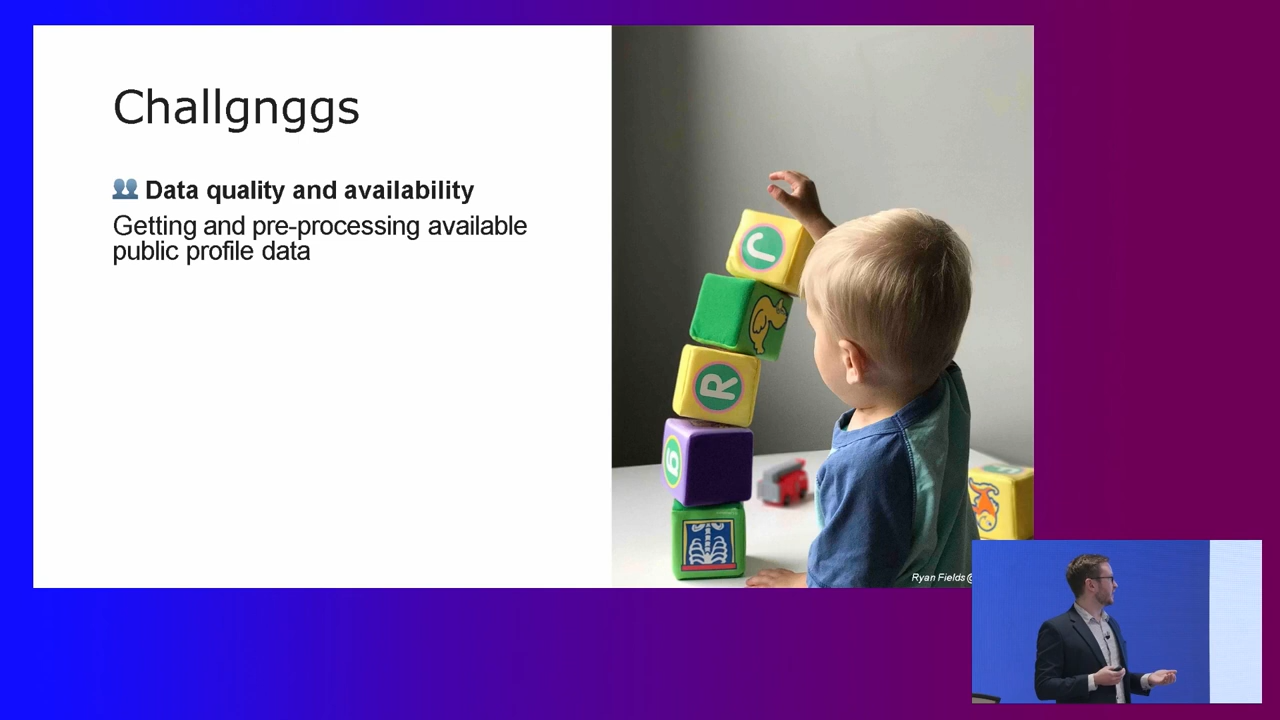 Challgnggs
Data quality and availability
Getting and pre-processing available
public profile data
J
R
Ryan Fields@